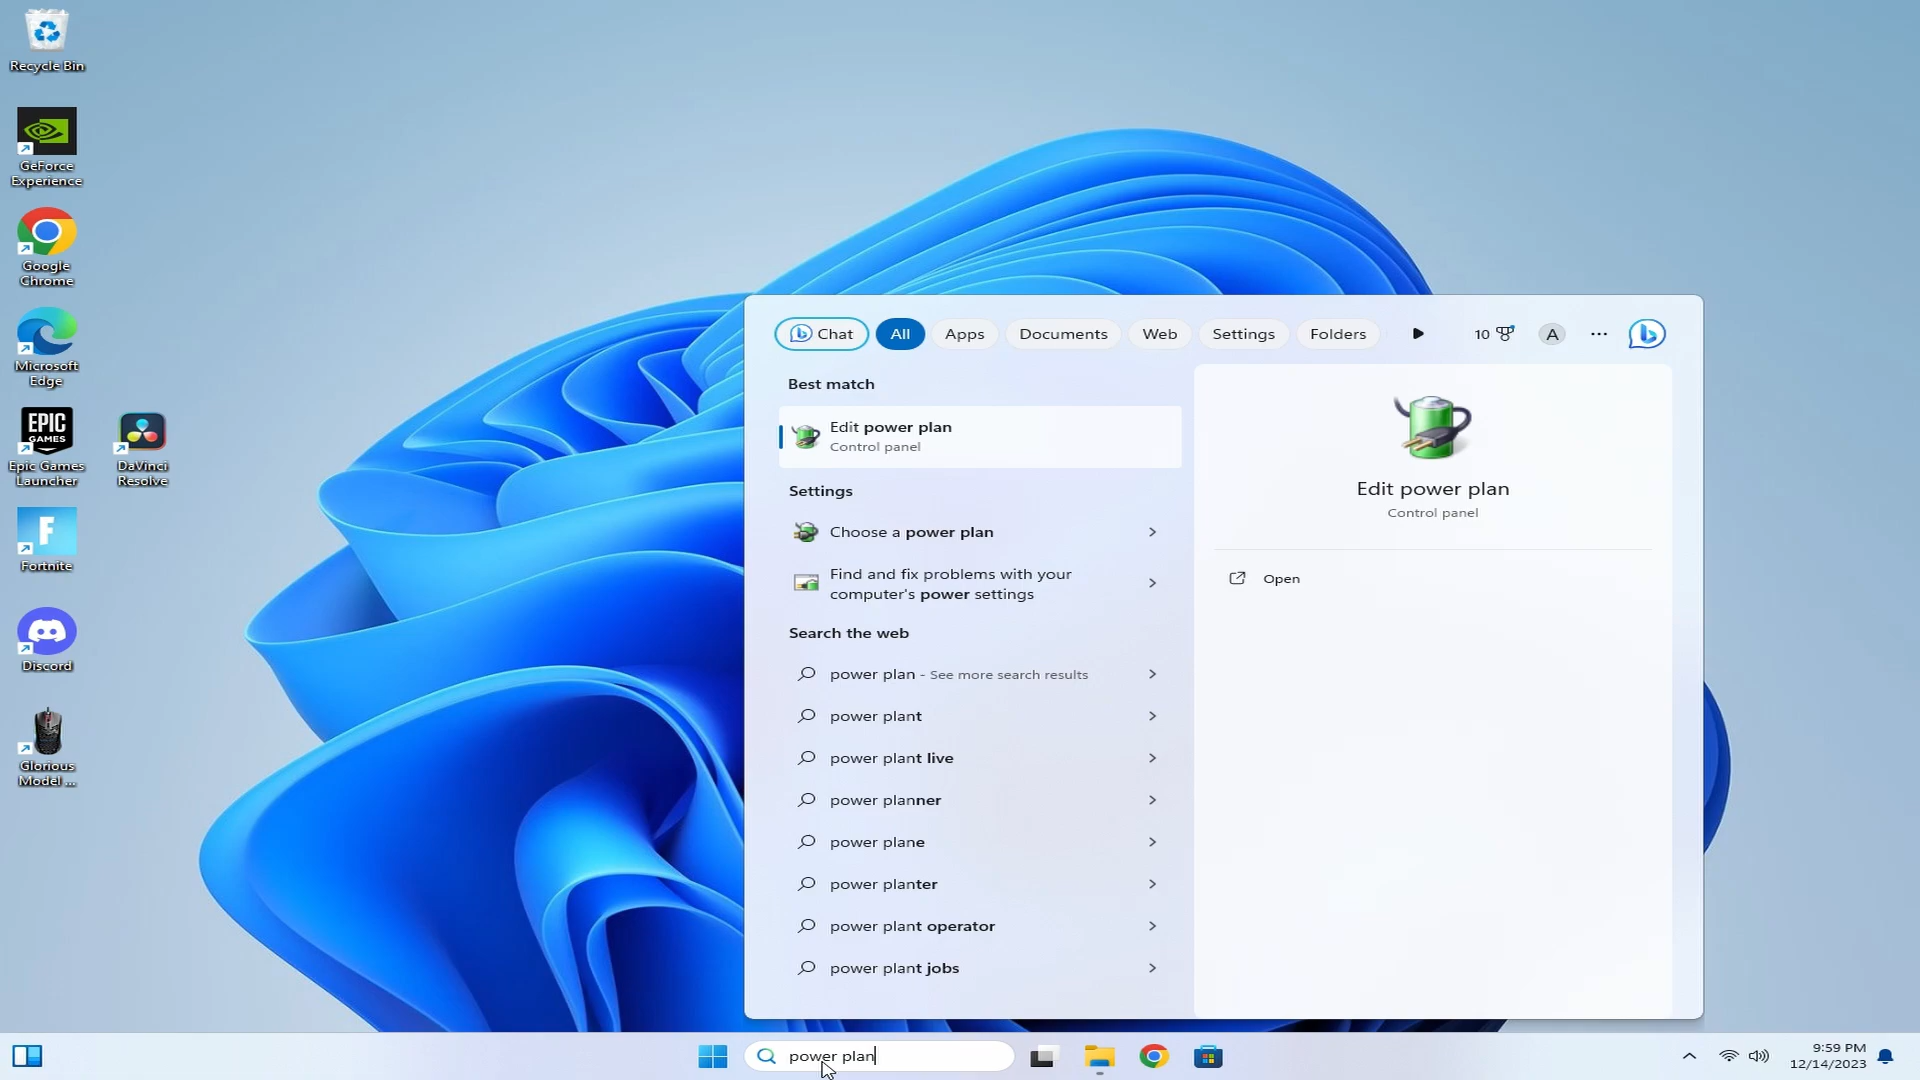 Recycle Bin
GeForce
Experience
Google
Chrome
Microsoft
Edge
EPIC
GAMES
Epic Games
Launcher
DaVinci
Resolve
F
Fortnite
Discord
Glorious
Model ...
Chat
All
Apps
Documents
Web
Settings
Folders
10
A
Best match
Edit power plan
Control panel
Settings
Choose a power plan
Find and fix problems with your
computer's power settings
Search the web
power plan - See more search results
power plant
power plant live
power planner
power plane
power planter
power plant operator
power plant jobs
Edit power plan
Control panel
Open
power plan
9:59 PM
12/14/2023